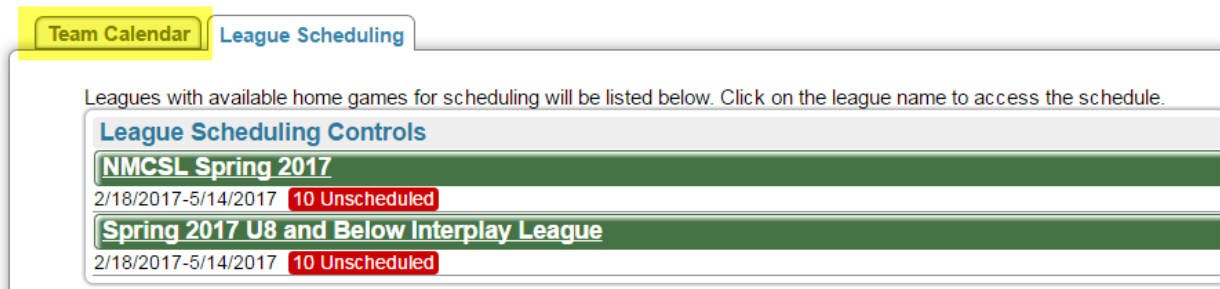 Team Calendar League Scheduling
Leagues with available home games for scheduling will be listed below. Click on the league name to access the schedule.
League Scheduling Controls
NMCSL Spring 2017
2/18/2017-5/14/2017 10 Unscheduled
Spring 2017 U8 and Below Interplay League
2/18/2017-5/14/2017 10 Unscheduled